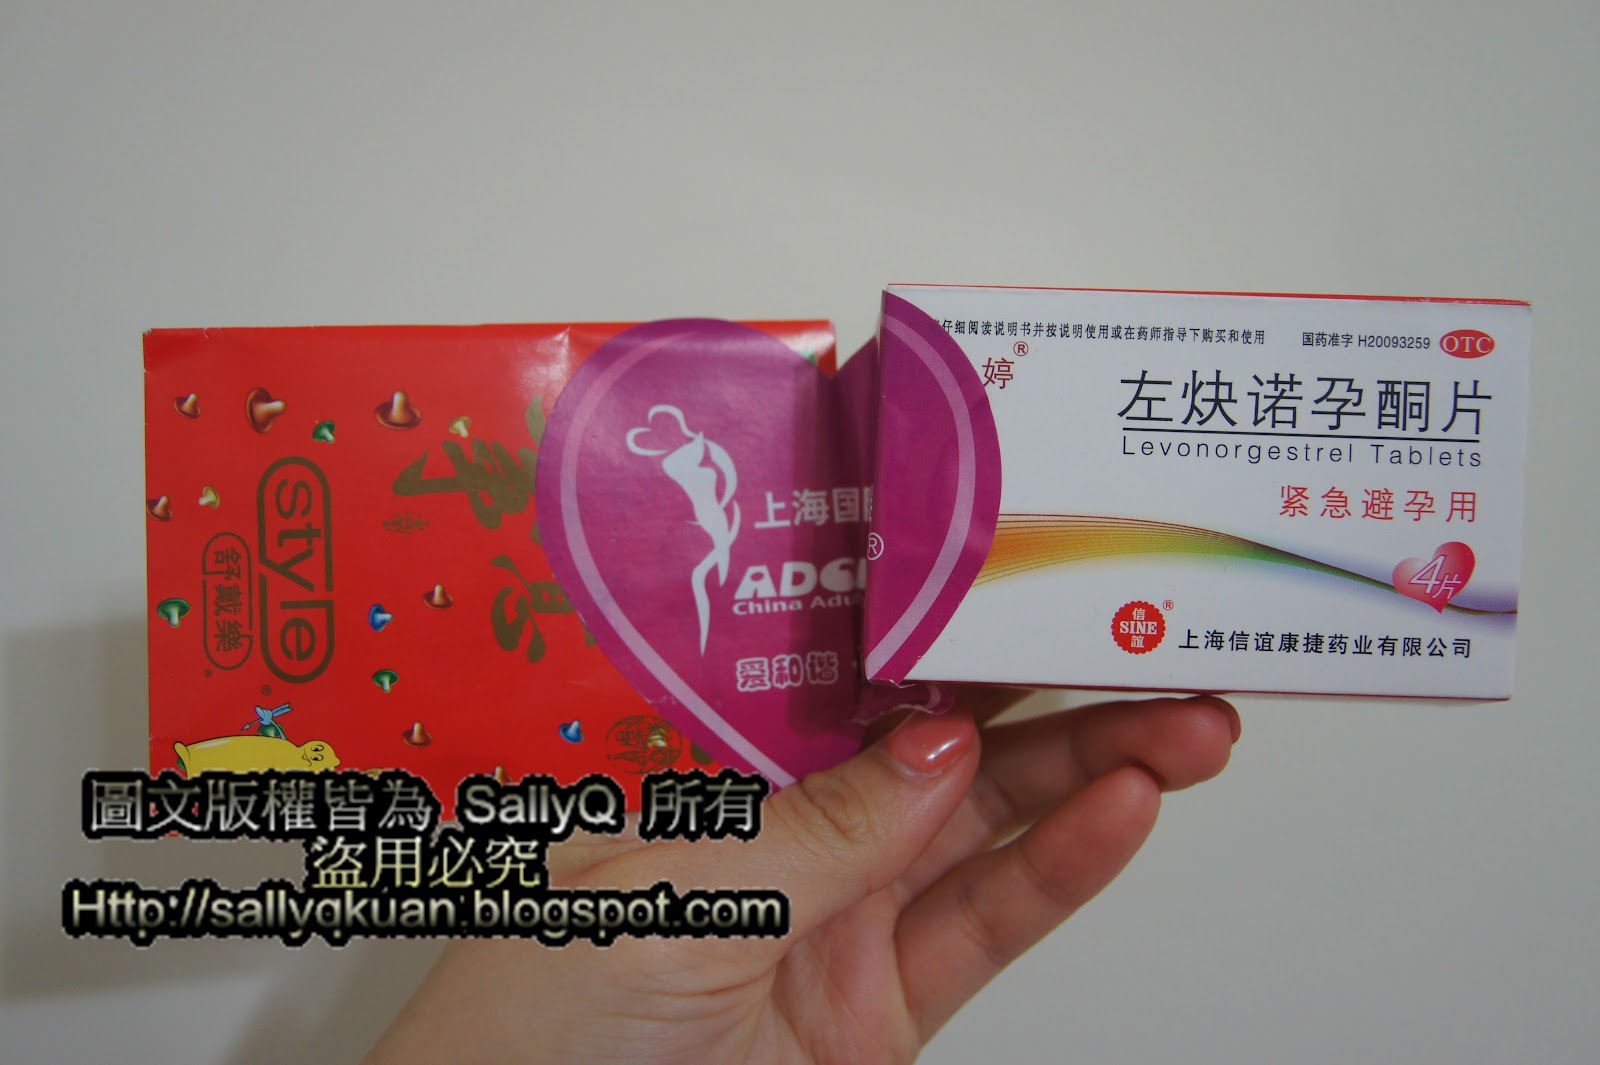 仔细阅读说明书并按说明使用或在药师指导下购买和使用
国药准字 H20093259 OTC
婷®
左炔诺孕酮片
Levonorgestrel Tablets
紧急避孕用
4片
信
SINE
誼
®
上海信谊康捷药业有限公司
style
舒戴樂
®
上海国
®
China Adu
爱和谐
圖文版權皆為 SallyQ 所有
盜用必究
Http://sallyqkuan.blogspot.com